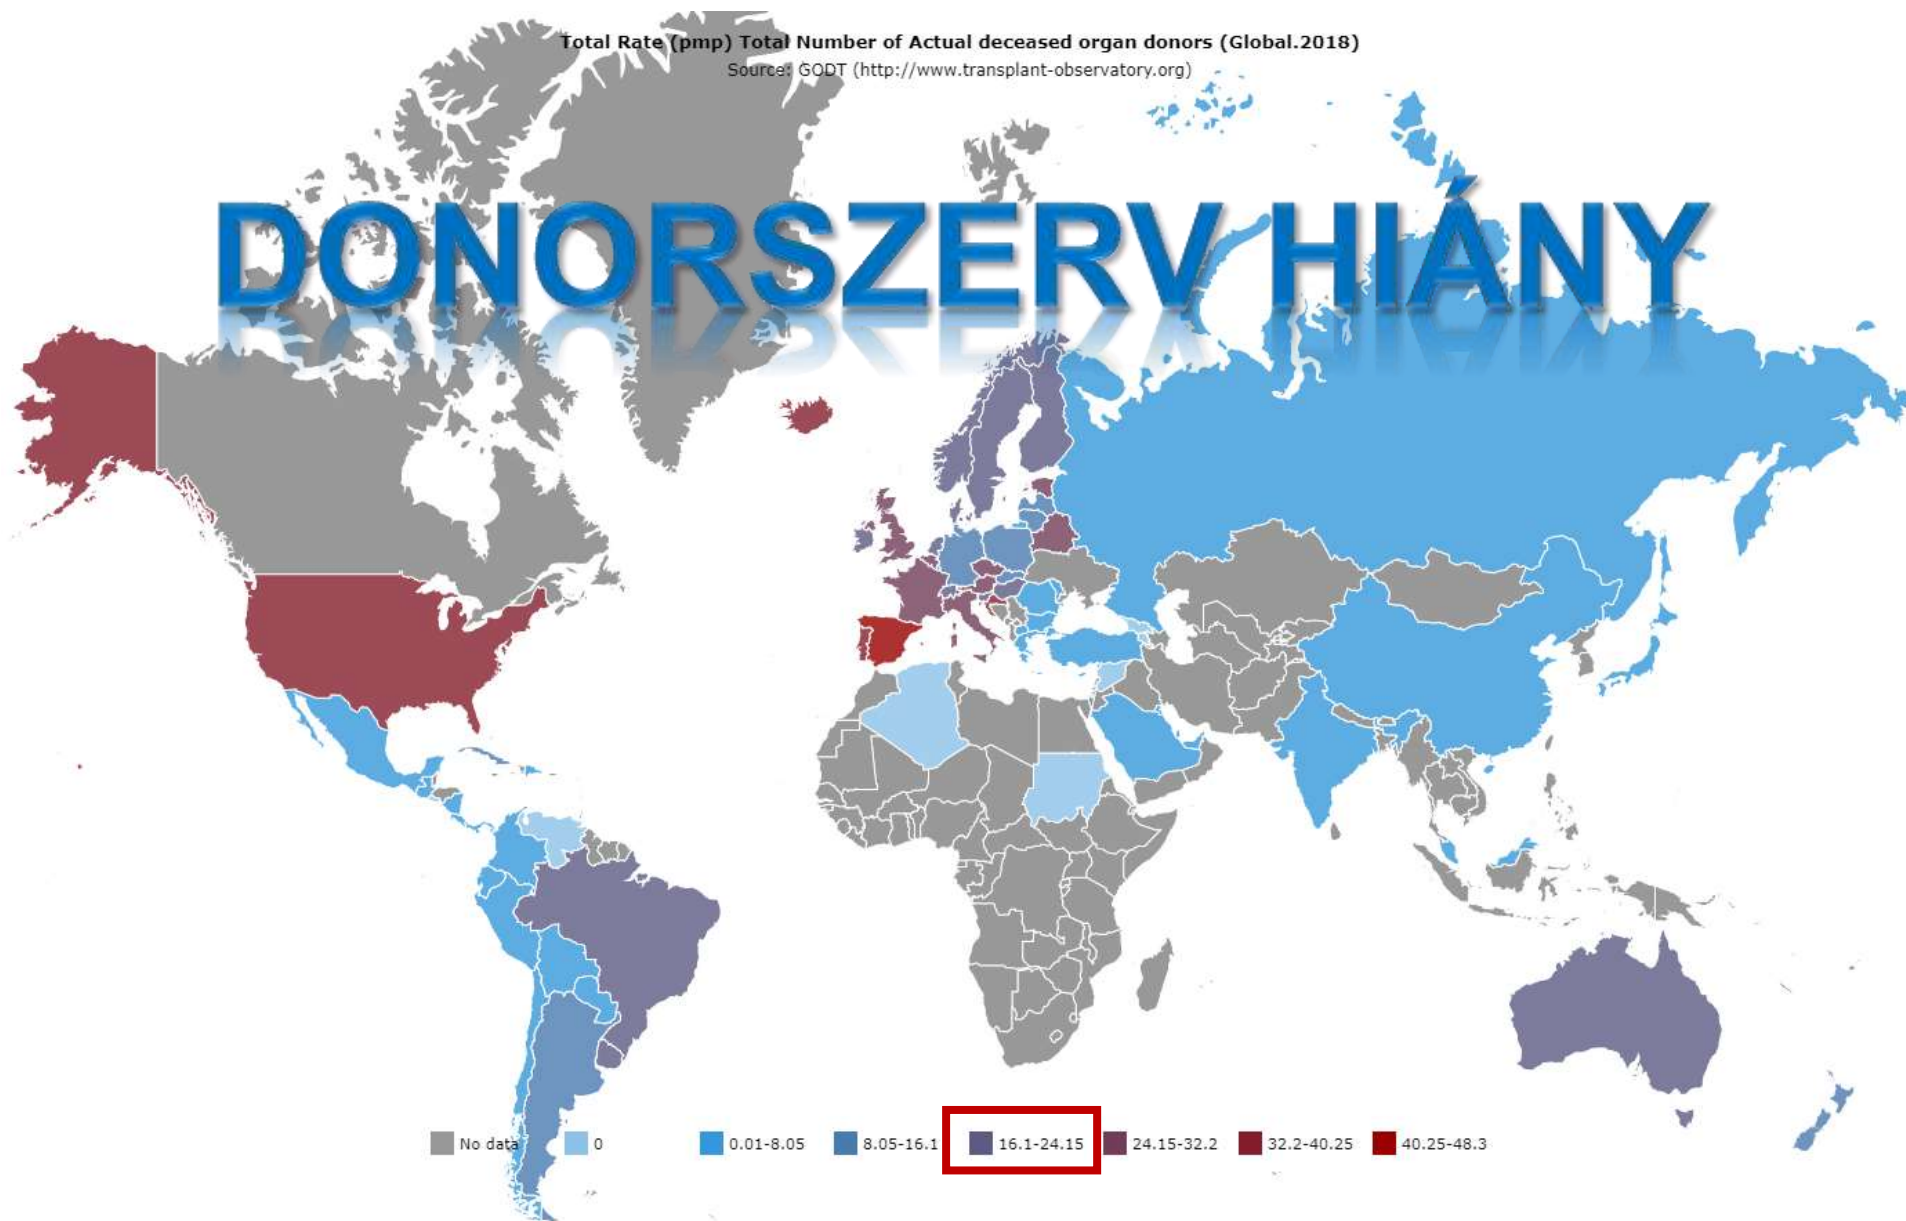 Total Rate (pmp) Total Number of Actual deceased organ donors (Global.2018)
Source: GODT (http://www.transplant-observatory.org)
DONORSZERV HIÁNY
No data 0 0.01-8.05 8.05-16.1 16.1-24.15 24.15-32.2 32.2-40.25 40.25-48.3